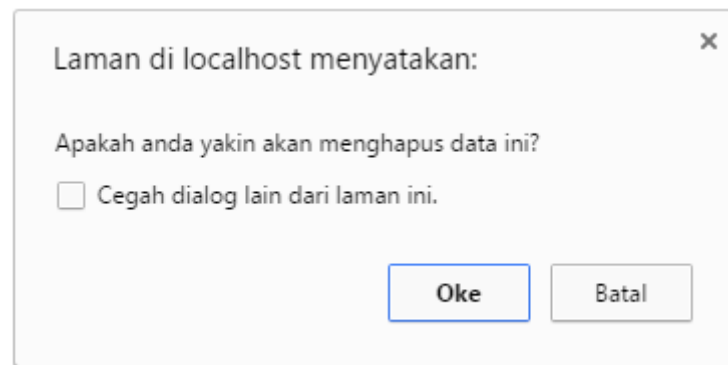 Laman di localhost menyatakan:
Apakah anda yakin akan menghapus data ini?
Cegah dialog lain dari laman ini.
Oke Batal